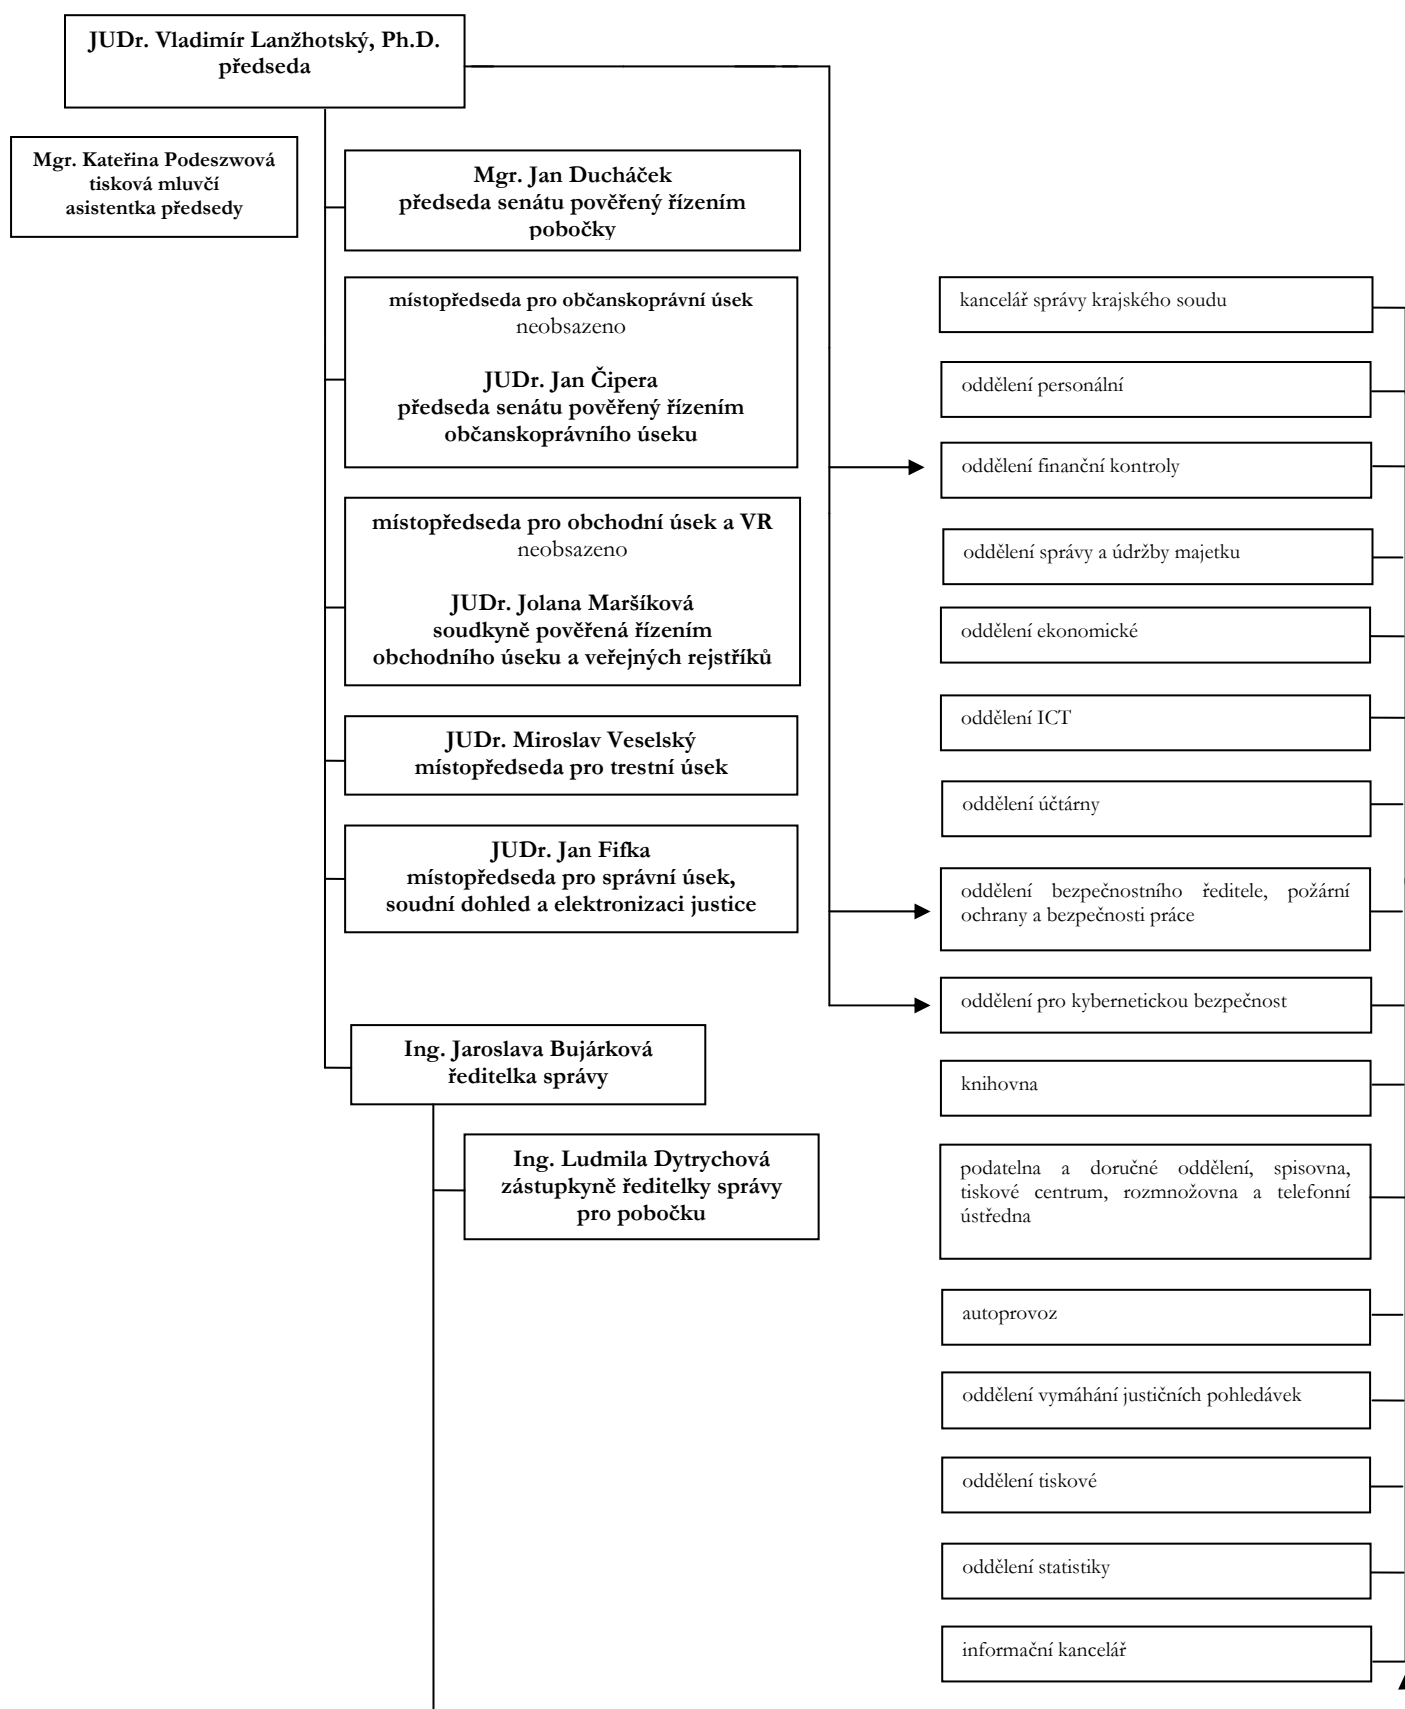 JUDr. Vladimír Lanžhotský, Ph.D.
předseda
Mgr. Kateřina Podeszwová
tisková mluvčí
asistentka předsedy
Mgr. Jan Ducháček
předseda senátu pověřený řízením
pobočky
místopředseda pro občanskoprávní úsek
neobsazeno
JUDr. Jan Čipera
předseda senátu pověřený řízením
občanskoprávního úseku
místopředseda pro obchodní úsek a VR
neobsazeno
JUDr. Jolana Maršíková
soudkyně pověřená řízením
obchodního úseku a veřejných rejstříků
JUDr. Miroslav Veselský
místopředseda pro trestní úsek
JUDr. Jan Fifka
místopředseda pro správní úsek,
soudní dohled a elektronizaci justice
Ing. Jaroslava Bujárková
ředitelka správy
Ing. Ludmila Dytrychová
zástupkyně ředitelky správy
pro pobočku
kancelář správy krajského soudu
oddělení personální
oddělení finanční kontroly
oddělení správy a údržby majetku
oddělení ekonomické
oddělení ICT
oddělení účtárny
oddělení bezpečnostního ředitele, požární
ochrany a bezpečnosti práce
oddělení pro kybernetickou bezpečnost
knihovna
podatelna a doručné oddělení, spisovna,
tiskové centrum, rozmnožovna a telefonní
ústředna
autoprovoz
oddělení vymáhání justičních pohledávek
oddělení tiskové
oddělení statistiky
informační kancelář